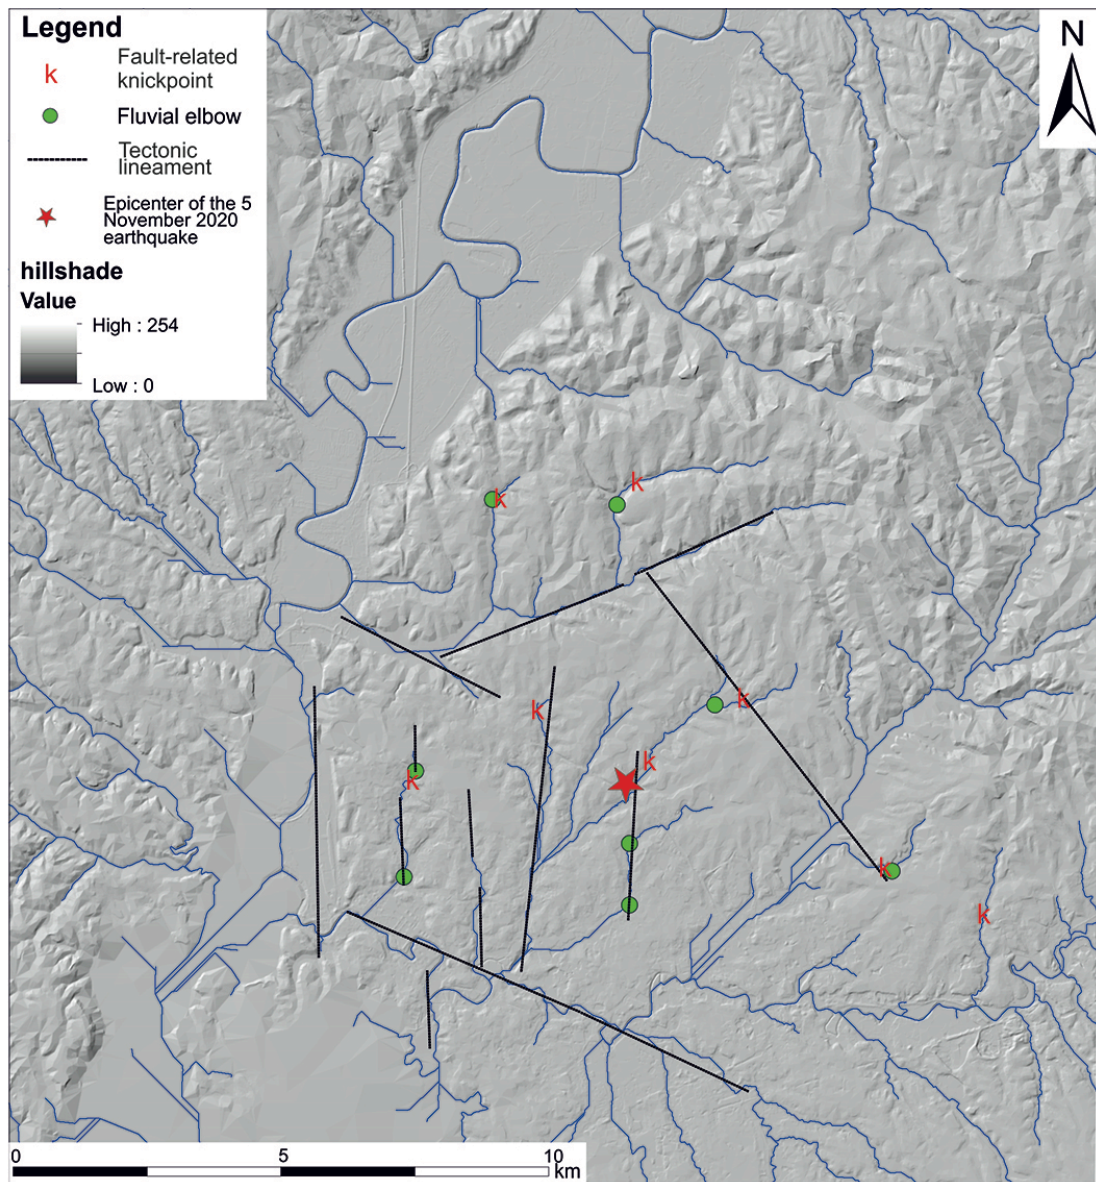 Legend
k
Fault-related
knickpoint
Fluvial elbow
Tectonic
lineament
Epicenter of the 5
November 2020
earthquake
hillshade
Value
High : 254
Low : 0
N
k
k
k
k
k
k
k
k
0 5 10
km